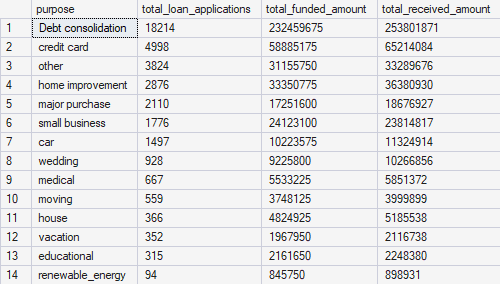 purpose total_loan_applications total_funded_amount total_received_amount
1 Debt consolidation 18214 232459675 253801871
2 credit card 4998 58885175 65214084
3 other 3824 31155750 33289676
4 home improvement 2876 33350775 36380930
5 major purchase 2110 17251600 18676927
6 small business 1776 24123100 23814817
7 car 1497 10223575 11324914
8 wedding 928 9225800 10266856
9 medical 667 5533225 5851372
10 moving 559 3748125 3999899
11 house 366 4824925 5185538
12 vacation 352 1967950 2116738
13 educational 315 2161650 2248380
14 renewable_energy 94 845750 898931